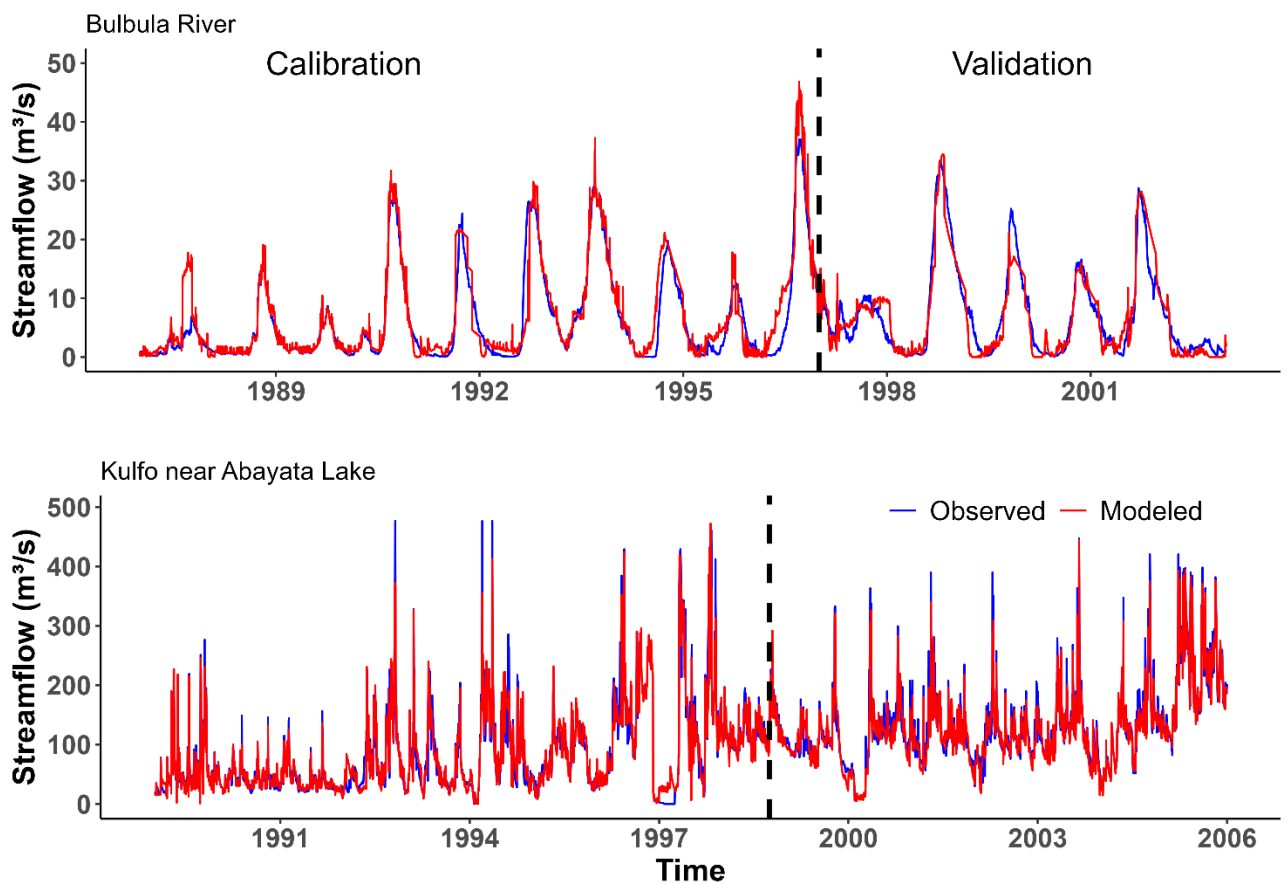 Bulbula River
Calibration
Validation
Streamflow (m³/s)
50
40
30
20
10
0
1989 1992 1995 1998 2001
Kulfo near Abayata Lake
Observed Modeled
Streamflow (m³/s)
500
400
300
200
100
0
1991 1994 1997 2000 2003 2006
Time